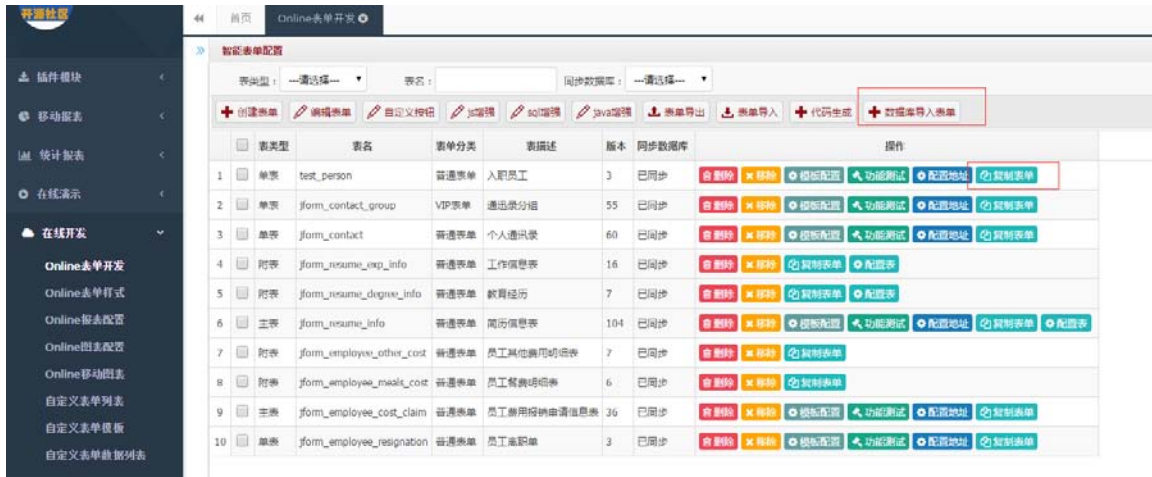 开源社区
首页 Online表单开发
智能表单配置
表类型： ---请选择--- 表名： 同步数据库： ---请选择---
创建表单 编辑表单 自定义按钮 js增强 sql增强 java增强 表单导出 表单导入 代码生成 数据库导入表单
表类型 表名 表单分类 表描述 版本 同步数据库 操作
1 单表 test_person 普通表单 入职员工 3 已同步 删除 移除 模板配置 功能测试 配置地址 复制表单
2 单表 jform_contact_group VIP表单 通迅录分组 55 已同步 删除 移除 模板配置 功能测试 配置地址 复制表单
3 单表 jform_contact 普通表单 个人通讯录 60 已同步 删除 移除 模板配置 功能测试 配置地址 复制表单
4 附表 jform_resume_exp_info 普通表单 工作信息表 16 已同步 删除 移除 复制表单 配置表
5 附表 jform_resume_degree_info 普通表单 教育经历 7 已同步 删除 移除 复制表单 配置表
6 主表 jform_resume_info 普通表单 简历信息表 104 已同步 删除 移除 模板配置 功能测试 配置地址 复制表单 配置表
7 附表 jform_employee_other_cost 普通表单 员工其他费用明细表 7 已同步 删除 移除 复制表单
8 附表 jform_employee_meals_cost 普通表单 员工餐费明细表 6 已同步 删除 移除 复制表单
9 主表 jform_employee_cost_claim 普通表单 员工费用报销申请信息表 36 已同步 删除 移除 模板配置 功能测试 配置地址 复制表单
10 单表 jform_employee_resignation 普通表单 员工离职单 3 已同步 删除 移除 模板配置 功能测试 配置地址 复制表单
插件模块
移动报表
统计报表
在线演示
在线开发
Online表单开发
Online表单样式
Online报表配置
Online图表配置
Online移动图表
自定义表单列表
自定义表单模板
自定义表单数据列表